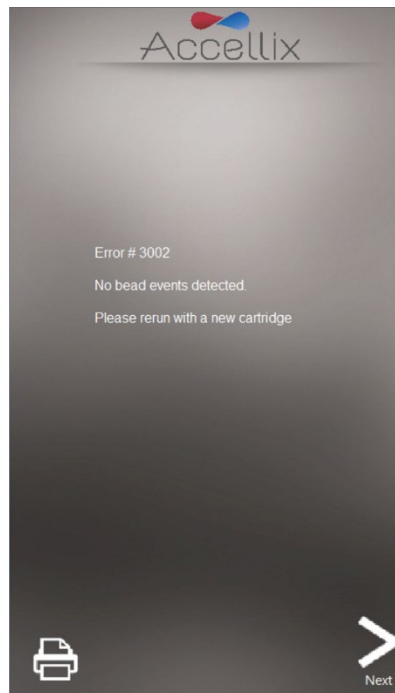 Accellix
Error # 3002
No bead events detected.
Please rerun with a new cartridge
Next